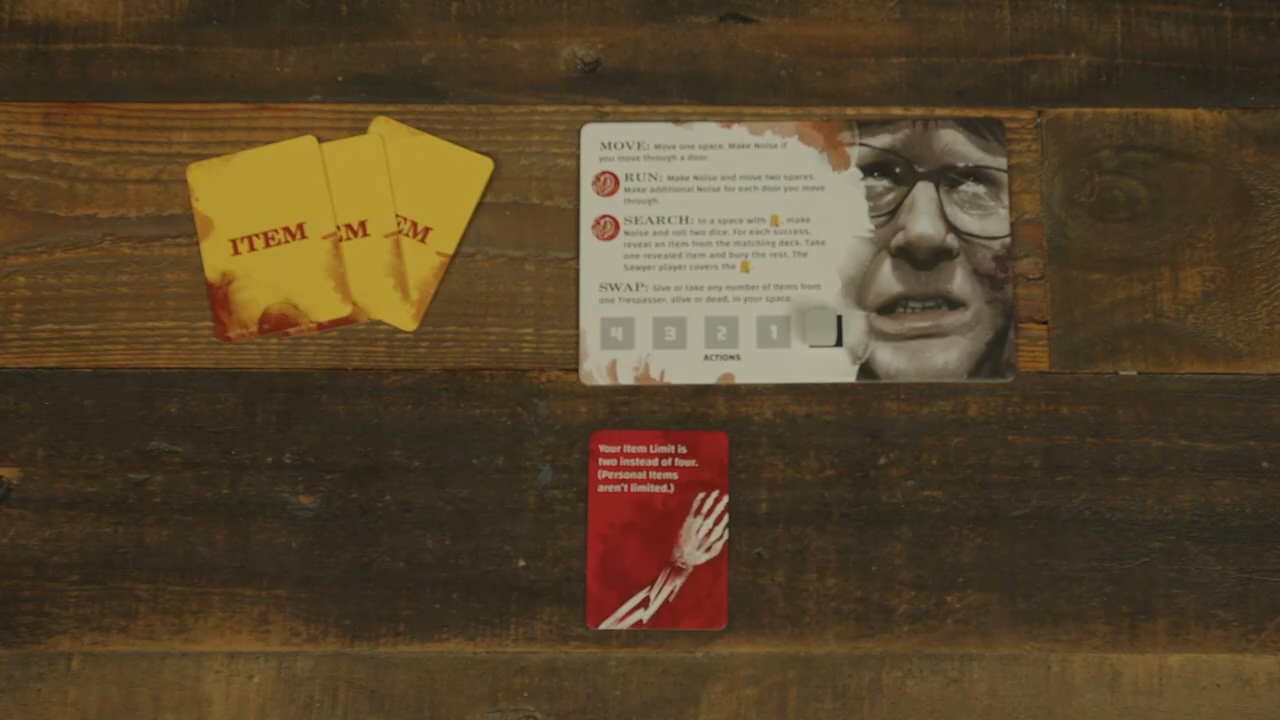 ITEM
EM
EM
MOVE: Move one space. Make Noise if
you move through a door.
RUN: Make Noise and move two spaces.
Make additional Noise for each door you move
through.
SEARCH: In a space with , make
Noise and roll two dice. For each success,
reveal an Item from the matching deck. Take
one revealed Item and bury the rest. The
Sawyer player covers the .
SWAP: Give or take any number of Items from
one Trespasser, alive or dead, in your space.
4 3 2 1
ACTIONS
Your Item Limit is
two instead of four.
(Personal Items
aren't limited.)